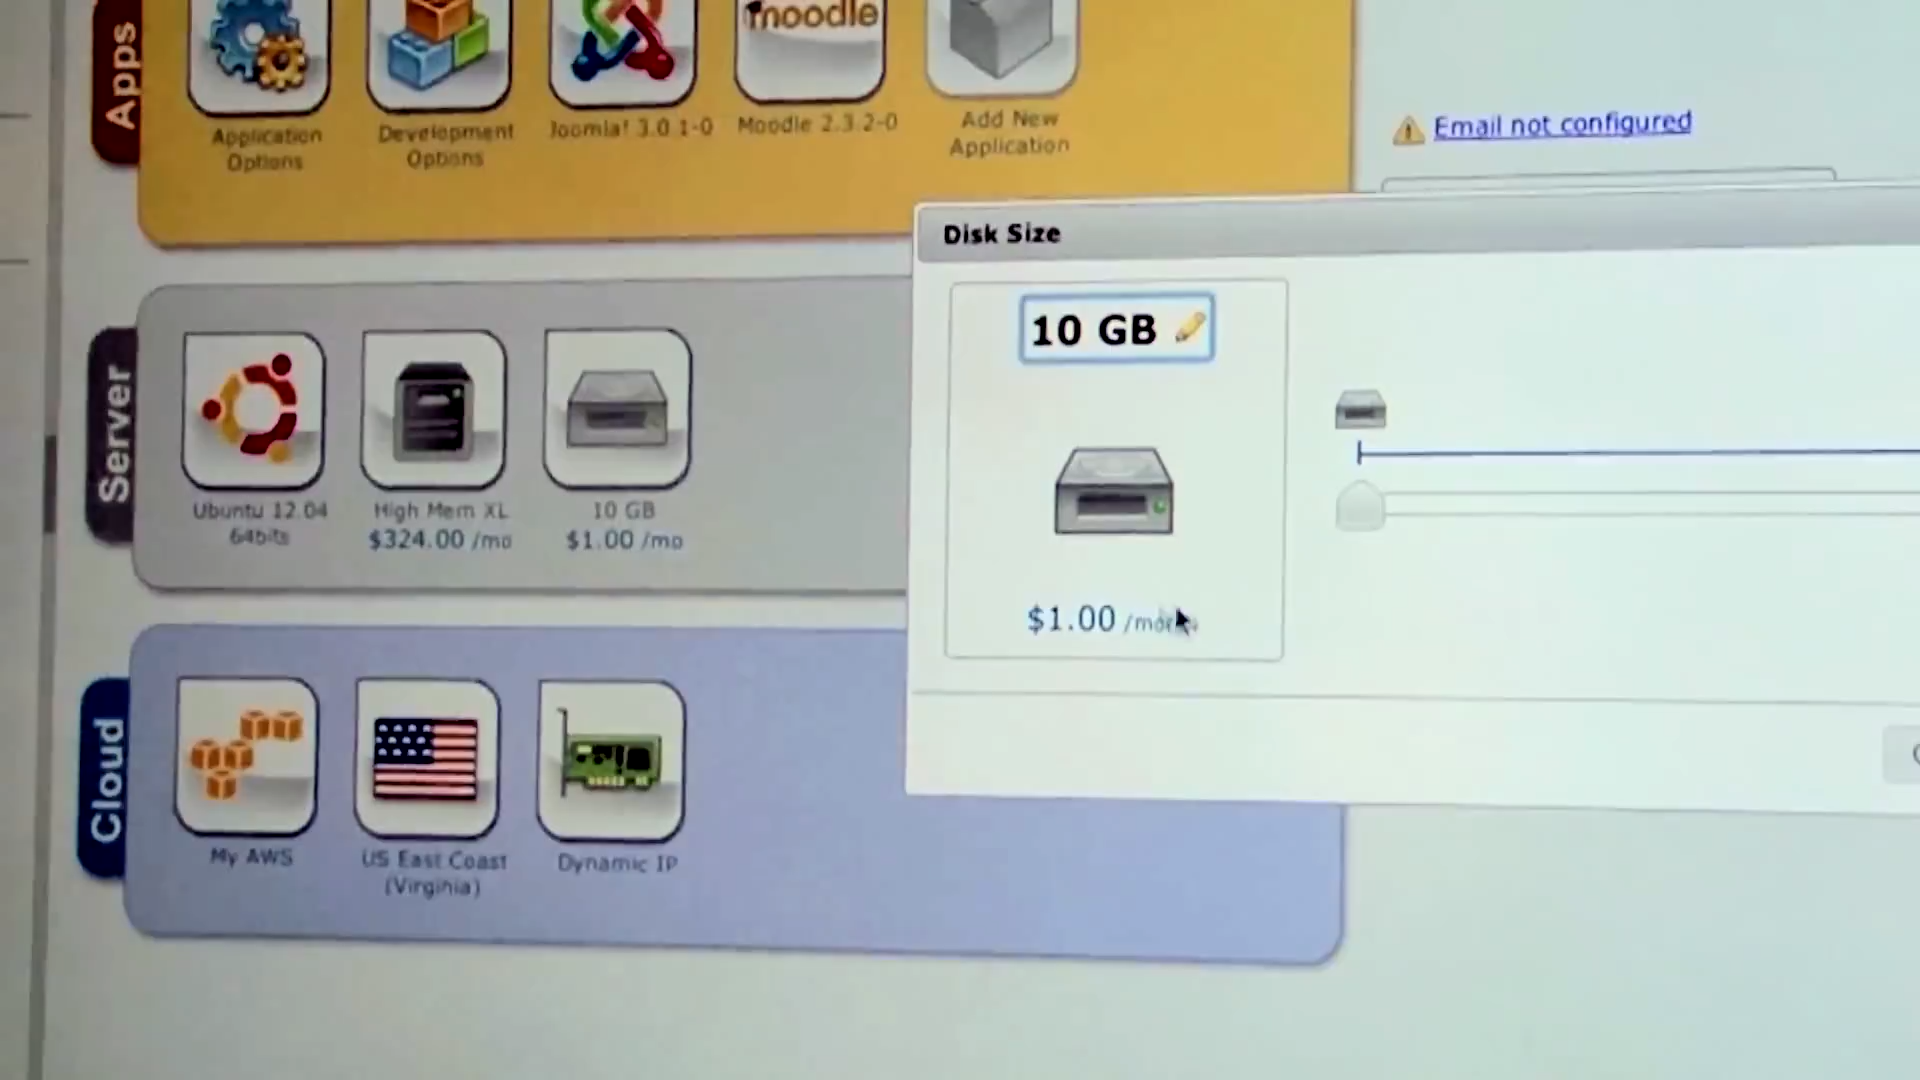 Apps
moodle
Application
Options
Development
Options
Joomla! 3.0.1-0
Moodle 2.3.2-0
Add New
Application
Email not configured
Disk Size
10 GB
$1.00 /mo
Server
Ubuntu 12.04
64bits
High Mem XL
$324.00 /mo
10 GB
$1.00 /mo
Cloud
My AWS
US East Coast
(Virginia)
Dynamic IP